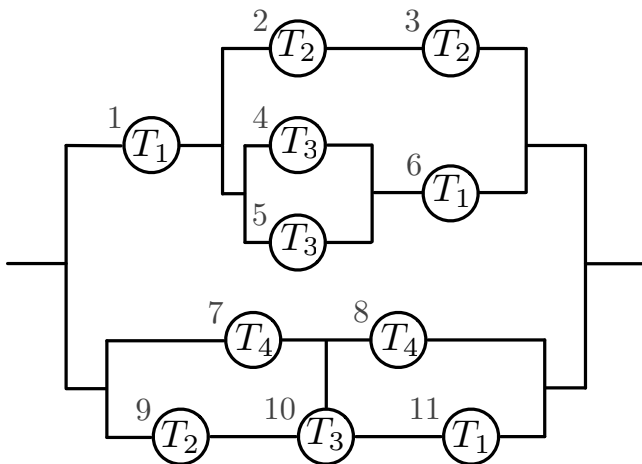 2 T₂ 3 T₂
1 T₁ 4 T₃
6 T₁
5 T₃
7 T₄ 8 T₄
9 T₂ 10 T₃ 11 T₁